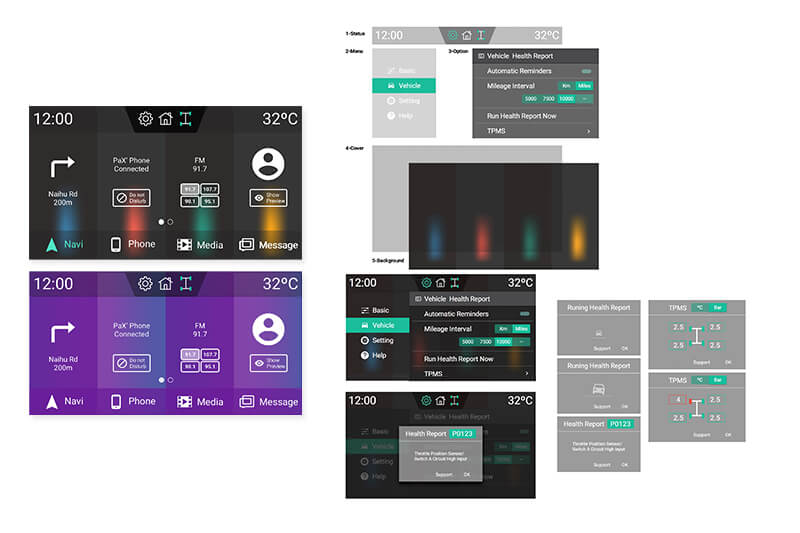 12:00
32ºC
PaX' Phone
Connected
FM
91.7
Naihu Rd
200m
Do not
Disturb
91.7 107.7
90.1 95.1
Show
Preview
Navi
Phone
Media
Message
12:00
32ºC
PaX' Phone
Connected
FM
91.7
Naihu Rd
200m
Do not
Disturb
91.7 107.7
90.1 95.1
Show
Preview
Navi
Phone
Media
Message
1-Status
12:00
32ºC
2-Menu
Basic
Vehicle
Setting
Help
3-Option
Vehicle Health Report
Automatic Reminders
Mileage Interval
Km Miles
5000 7500 10000 --
Run Health Report Now
TPMS
4-Cover
5-Background
12:00
32ºC
Basic
Vehicle
Setting
Help
Vehicle Health Report
Automatic Reminders
Mileage Interval
Km Miles
5000 7500 10000 --
Run Health Report Now
TPMS
12:00
32ºC
Basic
Vehicle
Setting
Help
Vehicle Health Report
Health Report P0123
Throttle Position Sensor/
Switch A Circuit High Input
Support OK
Runing Health Report
Support OK
Runing Health Report
Support OK
Health Report P0123
Throttle Position Sensor/
Switch A Circuit High Input
Support OK
TPMS ºC Bar
2.5 2.5
2.5 2.5
Support OK
TPMS ºC Bar
4 2.5
2.5 2.5
Support OK